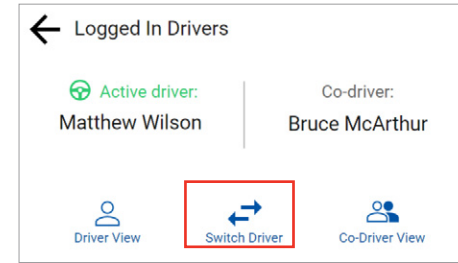 Logged In Drivers
Active driver:
Co-driver:
Matthew Wilson
Bruce McArthur
Driver View
Switch Driver
Co-Driver View